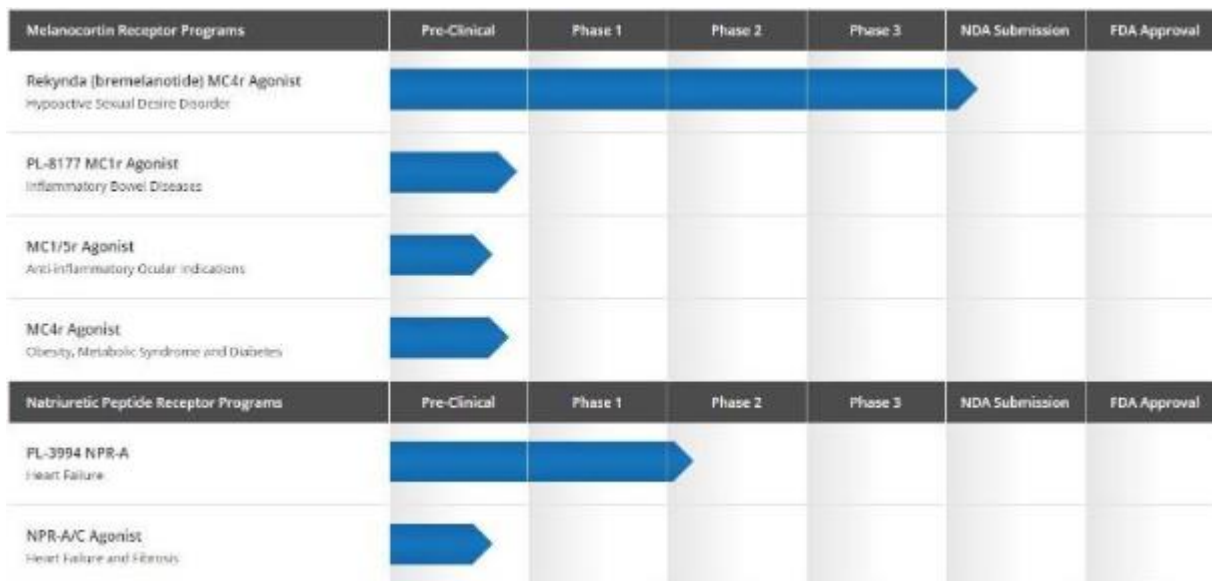 Melanocortin Receptor Programs Pre-Clinical Phase 1 Phase 2 Phase 3 NDA Submission FDA Approval
Rekynda (bremelanotide) MC4r Agonist
Hypoactive Sexual Desire Disorder
PL-8177 MC1r Agonist
Inflammatory Bowel Diseases
MC1/5r Agonist
Anti-inflammatory Ocular Indications
MC4r Agonist
Obesity, Metabolic Syndrome and Diabetes
Natriuretic Peptide Receptor Programs Pre-Clinical Phase 1 Phase 2 Phase 3 NDA Submission FDA Approval
PL-3994 NPR-A
Heart Failure
NPR-A/C Agonist
Heart Failure and Fibrosis